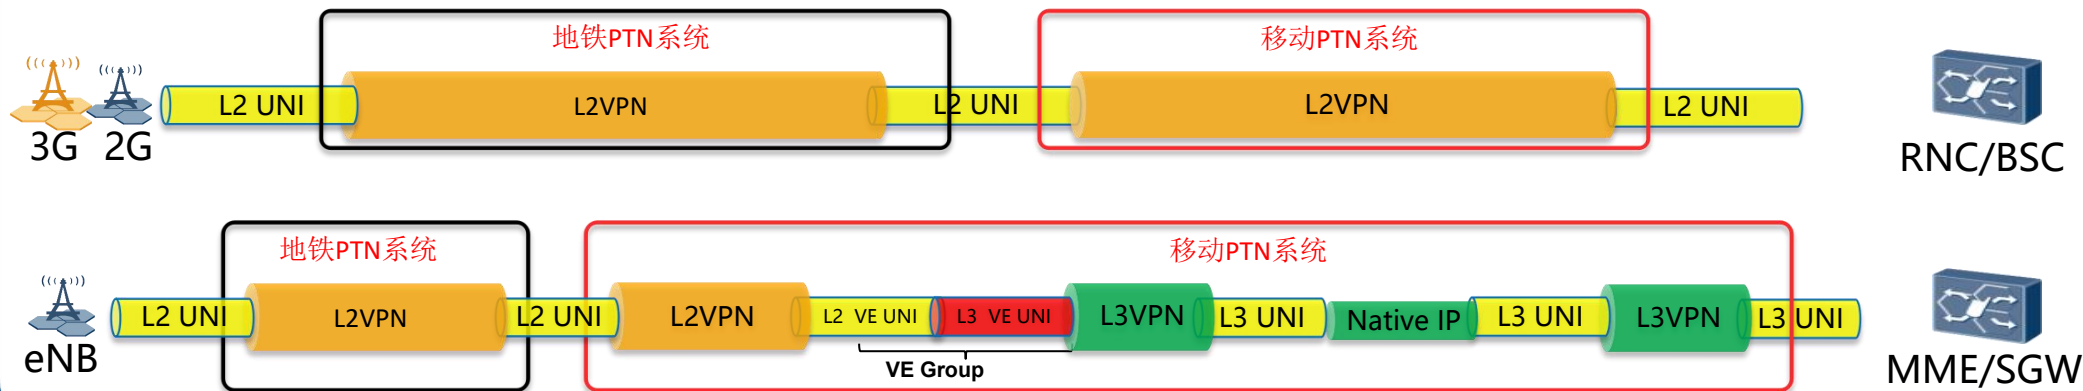 地铁PTN系统
移动PTN系统
L2 UNI
L2VPN
L2 UNI
L2VPN
L2 UNI
3G 2G
RNC/BSC
地铁PTN系统
移动PTN系统
L2 UNI
L2VPN
L2 UNI
L2VPN
L2 VE UNI
L3 VE UNI
L3VPN
L3 UNI
Native IP
L3 UNI
L3VPN
L3 UNI
eNB
VE Group
MME/SGW